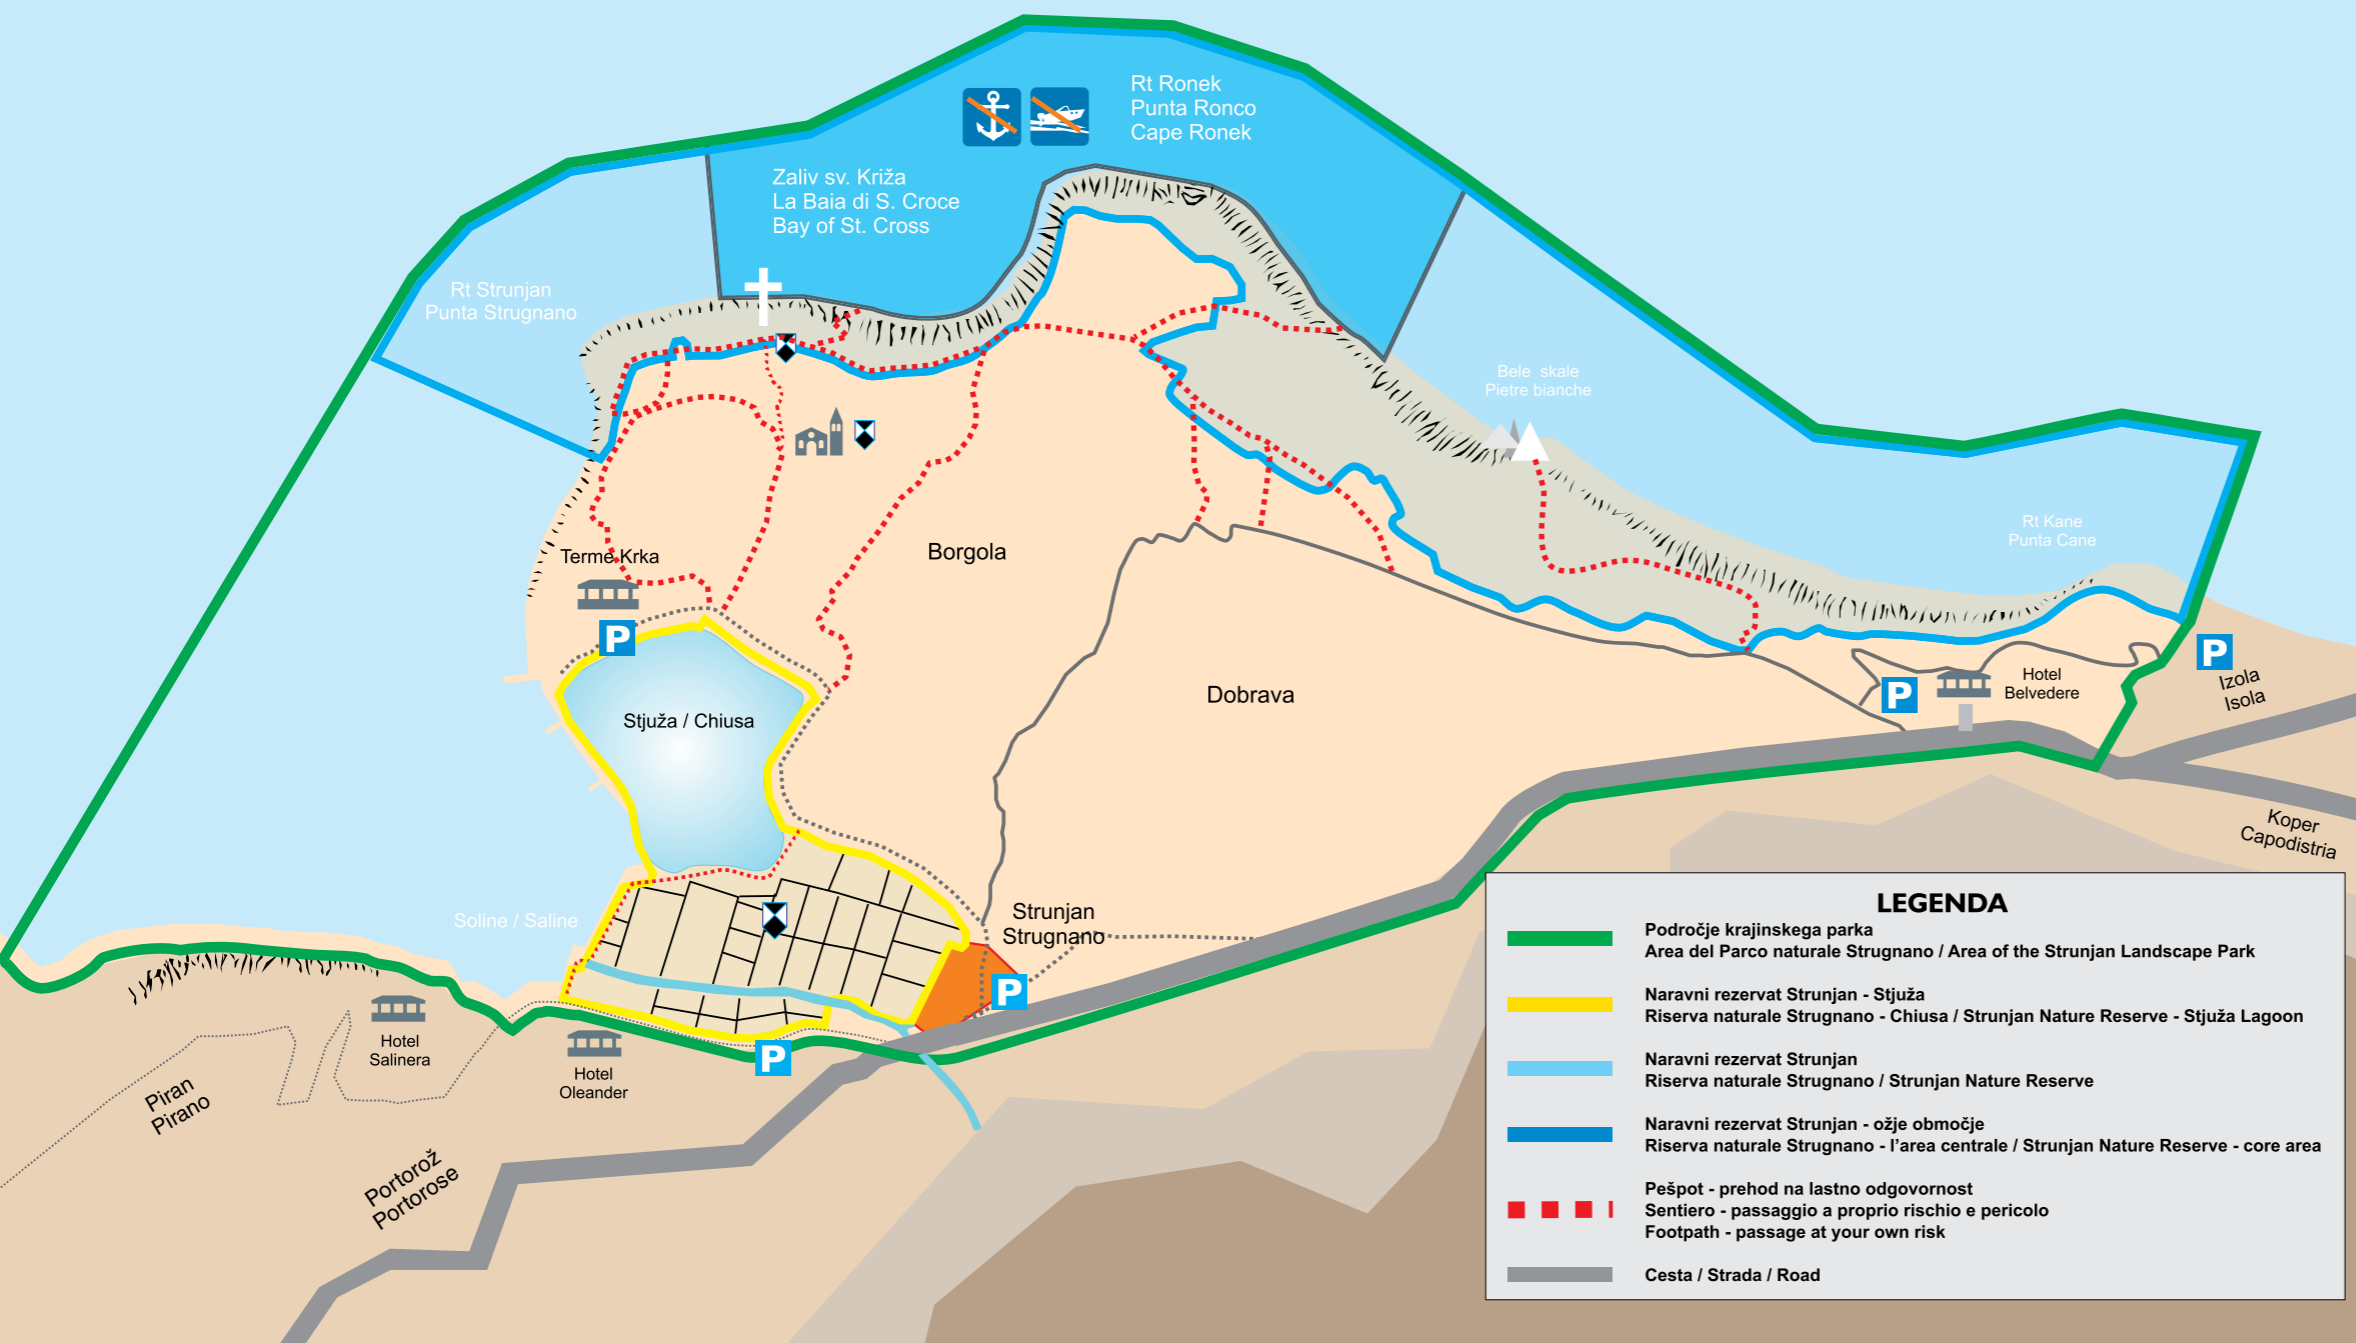 Rt Ronek
Punta Ronco
Cape Ronek
Zaliv sv. Križa
La Baia di S. Croce
Bay of St. Cross
Rt Strunjan
Punta Strugnano
Bele skale
Pietre bianche
Rt Kane
Punta Cane
Terme Krka
P
Borgola
Stjuža / Chiusa
Dobrava
P
Hotel
Belvedere
P
Izola
Isola
Koper
Capodistria
Soline / Saline
Strunjan
Strugnano
P
P
Hotel
Salinera
Hotel
Oleander
Piran
Pirano
Portorož
Portorose
LEGENDA
Področje krajinskega parka
Area del Parco naturale Strugnano / Area of the Strunjan Landscape Park
Naravni rezervat Strunjan - Stjuža
Riserva naturale Strugnano - Chiusa / Strunjan Nature Reserve - Stjuža Lagoon
Naravni rezervat Strunjan
Riserva naturale Strugnano / Strunjan Nature Reserve
Naravni rezervat Strunjan - ožje območje
Riserva naturale Strugnano - l'area centrale / Strunjan Nature Reserve - core area
Pešpot - prehod na lastno odgovornost
Sentiero - passaggio a proprio rischio e pericolo
Footpath - passage at your own risk
Cesta / Strada / Road